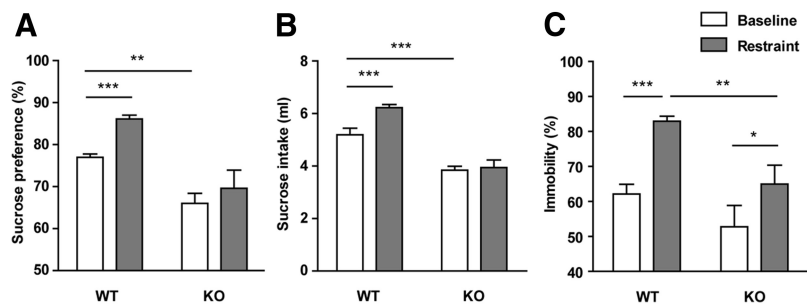 A
Sucrose preference (%)
100
90
80
70
60
50
**
***
WT
KO
B
Sucrose intake (ml)
8
6
4
2
0
***
***
WT
KO
C
Baseline
Restraint
Immobility (%)
100
90
80
70
60
50
40
***
**
*
WT
KO